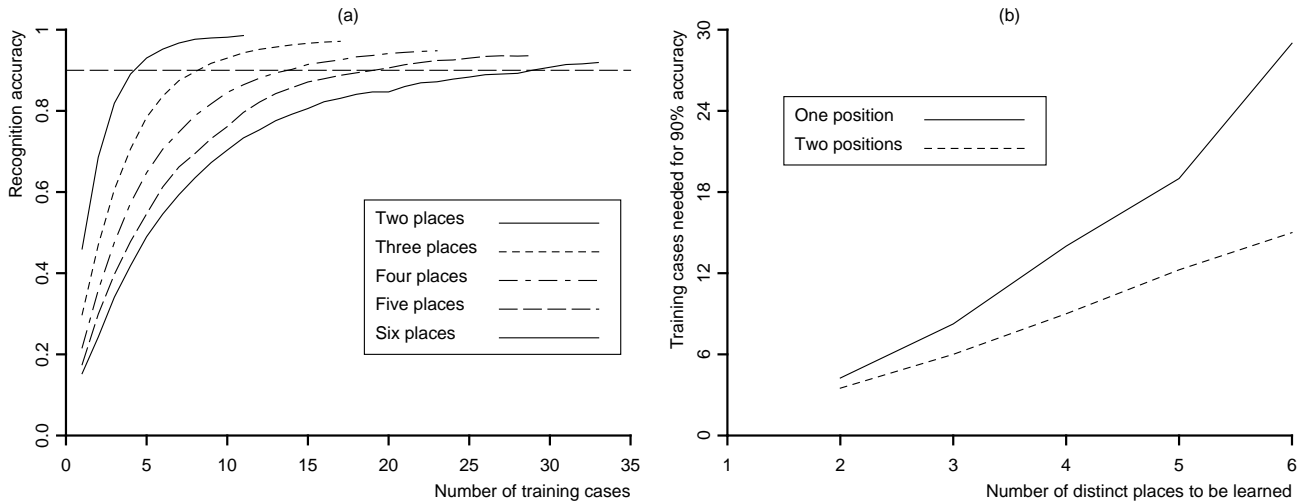 (a)
Recognition accuracy
1
0.8
0.6
0.4
0.2
0.0
Two places
Three places
Four places
Five places
Six places
0 5 10 15 20 25 30 35
Number of training cases
(b)
Training cases needed for 90% accuracy
30
24
18
12
6
0
One position
Two positions
1 2 3 4 5 6
Number of distinct places to be learned